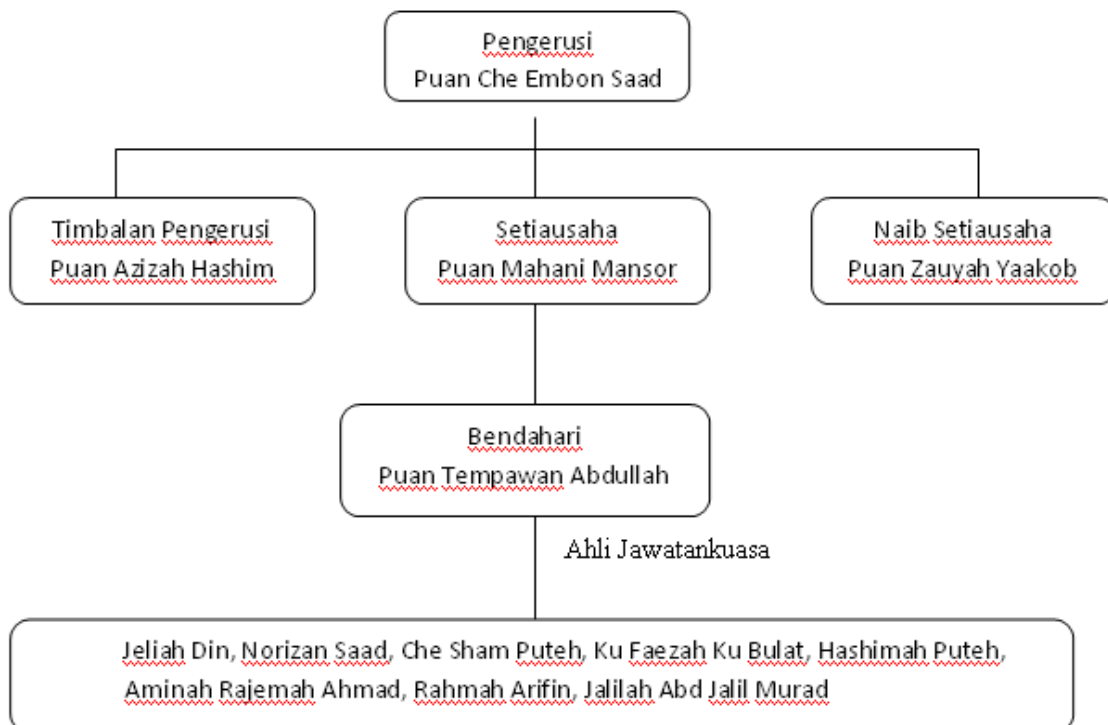 Pengerusi
Puan Che Embon Saad
Timbalan Pengerusi
Puan Azizah Hashim
Setiausaha
Puan Mahani Mansor
Naib Setiausaha
Puan Zauyah Yaakob
Bendahari
Puan Tempawan Abdullah
Ahli Jawatankuasa
Jeliah Din, Norizan Saad, Che Sham Puteh, Ku Faezah Ku Bulat, Hashimah Puteh,
Aminah Rajemah Ahmad, Rahmah Arifin, Jalilah Abd Jalil Murad